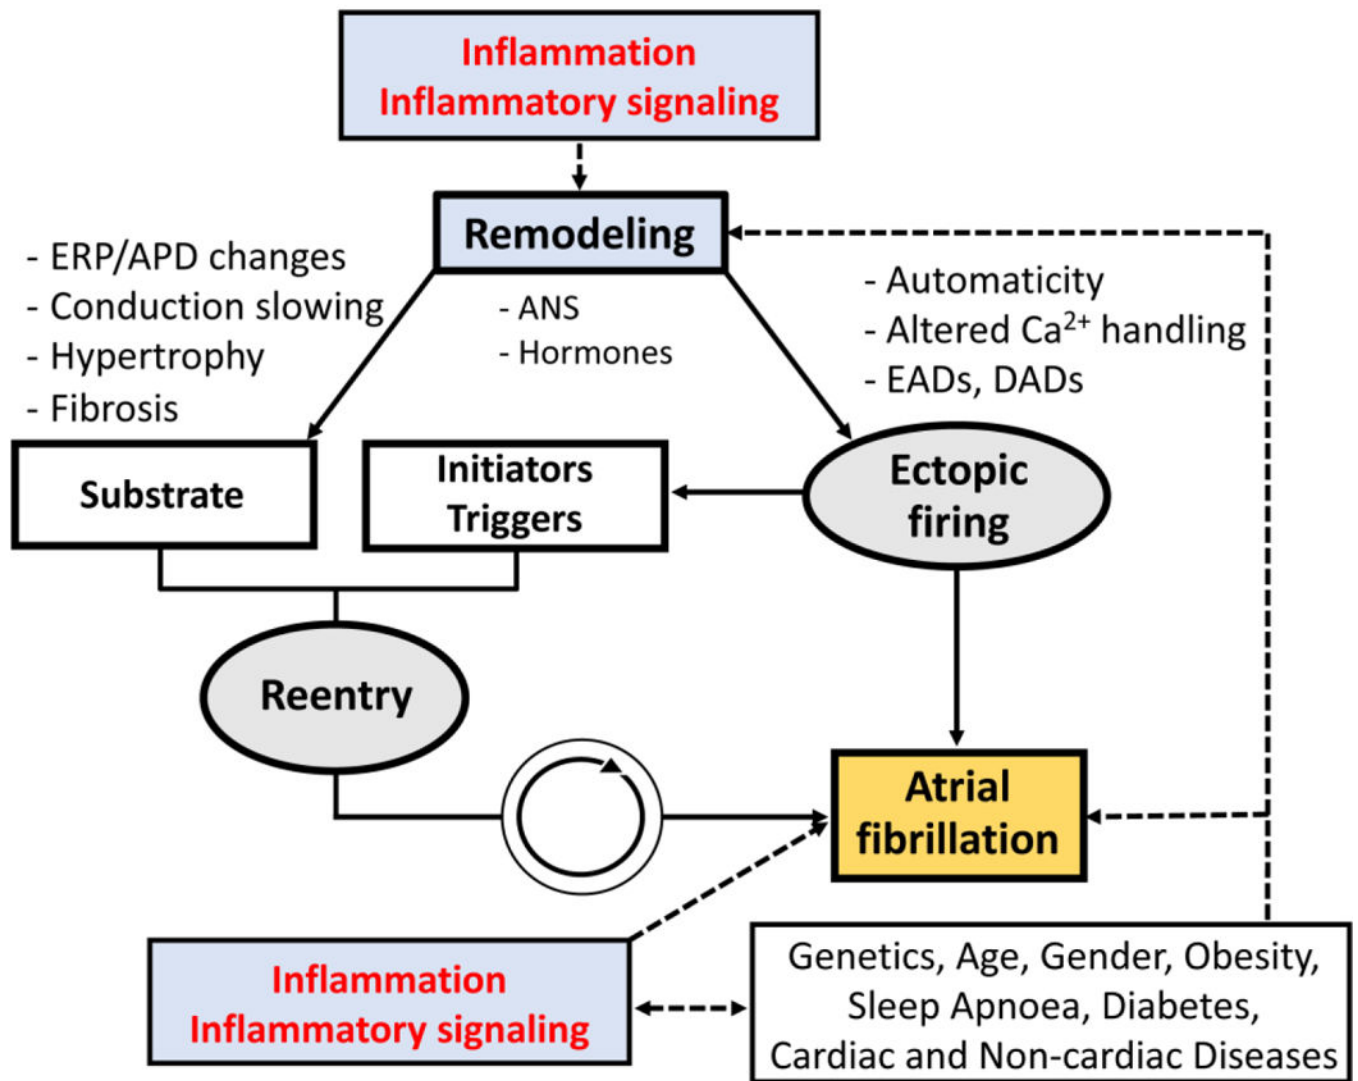 Inflammation
Inflammatory signaling
Remodeling
- ERP/APD changes
- Conduction slowing
- Hypertrophy
- Fibrosis
- ANS
- Hormones
- Automaticity
- Altered Ca²⁺ handling
- EADs, DADs
Substrate
Initiators
Triggers
Ectopic
firing
Reentry
Atrial
fibrillation
Inflammation
Inflammatory signaling
Genetics, Age, Gender, Obesity,
Sleep Apnoea, Diabetes,
Cardiac and Non-cardiac Diseases